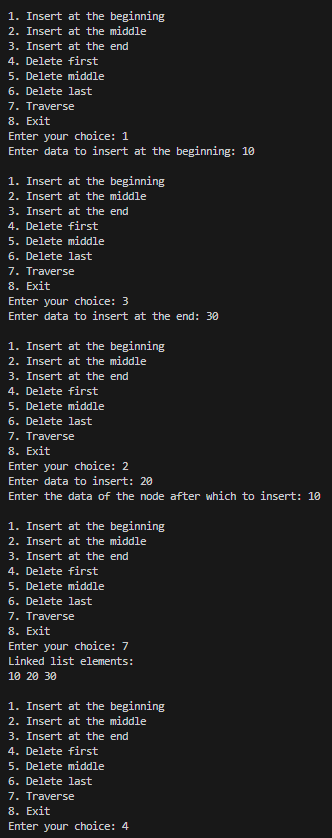 1. Insert at the beginning
2. Insert at the middle
3. Insert at the end
4. Delete first
5. Delete middle
6. Delete last
7. Traverse
8. Exit
Enter your choice: 1
Enter data to insert at the beginning: 10
1. Insert at the beginning
2. Insert at the middle
3. Insert at the end
4. Delete first
5. Delete middle
6. Delete last
7. Traverse
8. Exit
Enter your choice: 3
Enter data to insert at the end: 30
1. Insert at the beginning
2. Insert at the middle
3. Insert at the end
4. Delete first
5. Delete middle
6. Delete last
7. Traverse
8. Exit
Enter your choice: 2
Enter data to insert: 20
Enter the data of the node after which to insert: 10
1. Insert at the beginning
2. Insert at the middle
3. Insert at the end
4. Delete first
5. Delete middle
6. Delete last
7. Traverse
8. Exit
Enter your choice: 7
Linked list elements:
10 20 30
1. Insert at the beginning
2. Insert at the middle
3. Insert at the end
4. Delete first
5. Delete middle
6. Delete last
7. Traverse
8. Exit
Enter your choice: 4